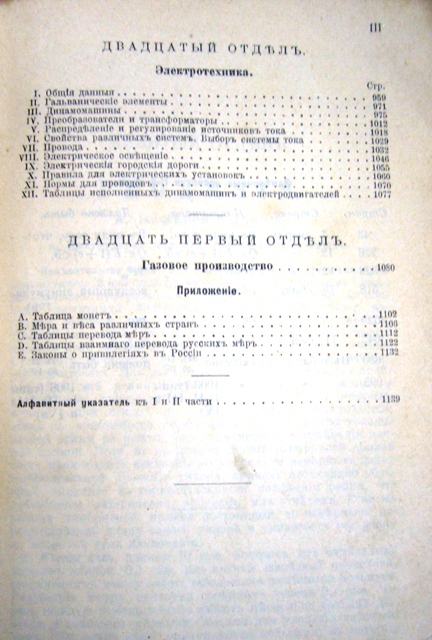 III
ДВАДЦАТЫЙ ОТДѢЛЪ.
Электротехника.
Стр.
I. Общія данныя 959
II. Гальваническіе элементы 971
III. Динамомашины 975
IV. Преобразователи и трансформаторы 1012
V. Распредѣленіе и регулированіе источниковъ тока 1018
VI. Свойства различныхъ системъ. Выборъ системы тока 1029
VII. Провода 1032
VIII. Электрическое освѣщеніе 1046
IX. Электрическія городскія дороги 1055
X. Правила для электрическихъ установокъ 1060
XI. Нормы для проводовъ 1070
XII. Таблицы исполненныхъ динамомашинъ и электродвигателей 1077
ДВАДЦАТЬ ПЕРВЫЙ ОТДѢЛЪ.
Газовое производство 1080
Приложеніе.
A. Таблица монетъ 1102
B. Мѣра и вѣса различныхъ странъ 1106
C. Таблицы перевода мѣръ 1112
D. Таблицы взаимнаго перевода русскихъ мѣръ 1122
E. Законы о привилегіяхъ въ Россіи 1132
Алфавитный указатель къ I и II части 1139